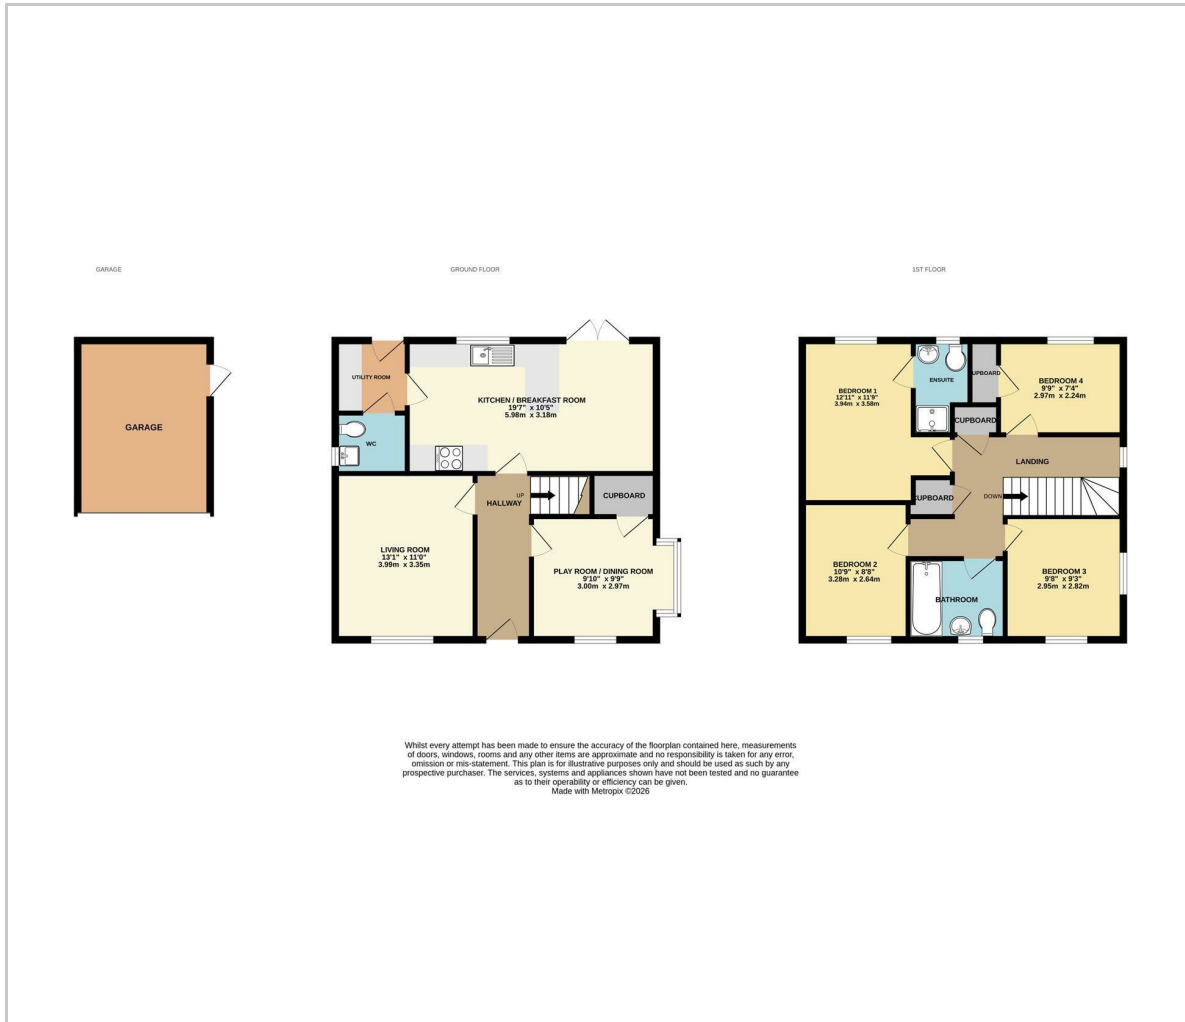 GARAGE
GARAGE
GROUND FLOOR
UTILITY ROOM
WC
KITCHEN / BREAKFAST ROOM
19'7" x 10'5"
5.98m x 3.18m
UP
HALLWAY
CUPBOARD
LIVING ROOM
13'1" x 11'0"
3.99m x 3.35m
PLAY ROOM / DINING ROOM
9'10" x 9'9"
3.00m x 2.97m
1ST FLOOR
BEDROOM 1
12'11" x 11'9"
3.94m x 3.58m
ENSUITE
UPBOARD
BEDROOM 4
9'9" x 7'4"
2.97m x 2.24m
CUPBOARD
LANDING
CUPBOARD
DOWN
BEDROOM 2
10'9" x 8'8"
3.28m x 2.64m
BATHROOM
BEDROOM 3
9'8" x 9'3"
2.95m x 2.82m
Whilst every attempt has been made to ensure the accuracy of the floorplan contained here, measurements
of doors, windows, rooms and any other items are approximate and no responsibility is taken for any error,
omission or mis-statement. This plan is for illustrative purposes only and should be used as such by any
prospective purchaser. The services, systems and appliances shown have not been tested and no guarantee
as to their operability or efficiency can be given.
Made with Metropix ©2026